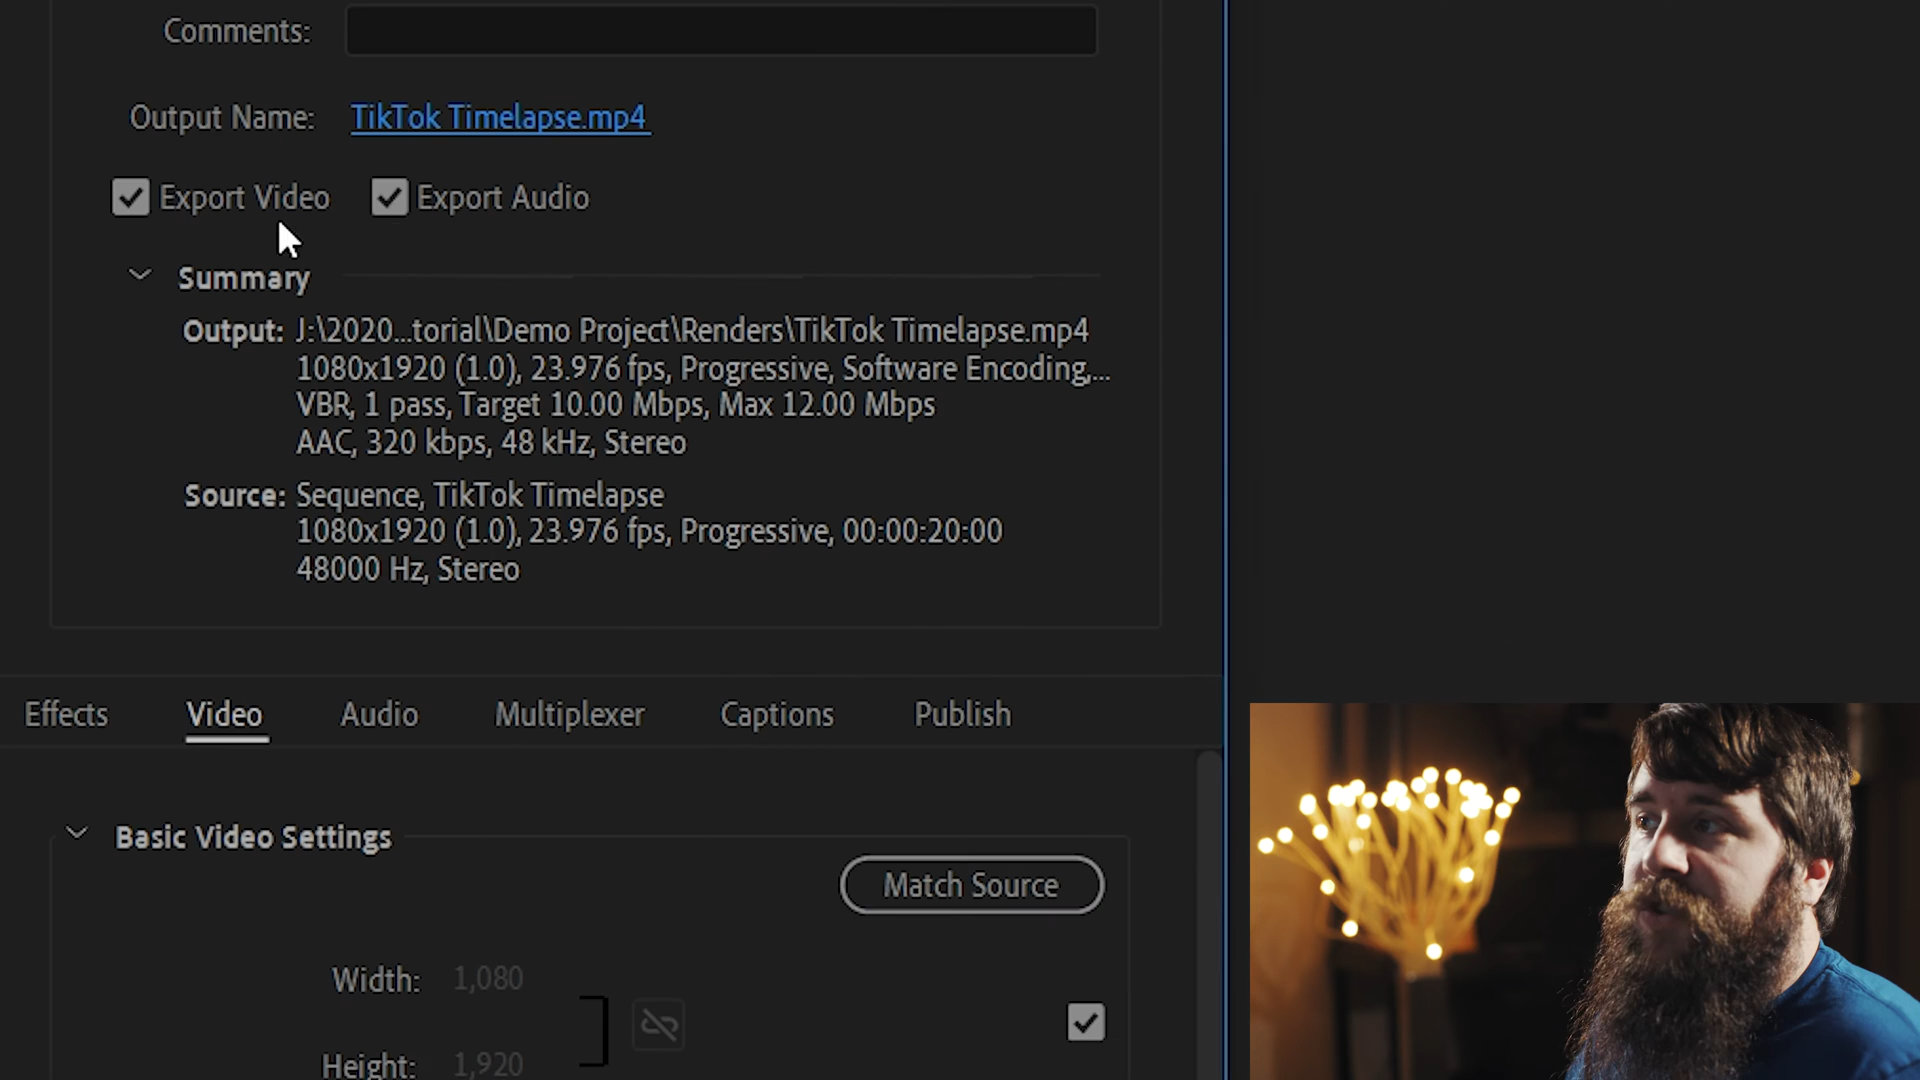 Comments:
Output Name: TikTok Timelapse.mp4
Export Video Export Audio
Summary
Output: J:\2020...torial\Demo Project\Renders\TikTok Timelapse.mp4
1080x1920 (1.0), 23.976 fps, Progressive, Software Encoding,...
VBR, 1 pass, Target 10.00 Mbps, Max 12.00 Mbps
AAC, 320 kbps, 48 kHz, Stereo
Source: Sequence, TikTok Timelapse
1080x1920 (1.0), 23.976 fps, Progressive, 00:00:20:00
48000 Hz, Stereo
Effects Video Audio Multiplexer Captions Publish
Basic Video Settings
Match Source
Width: 1,080
Height: 1,920